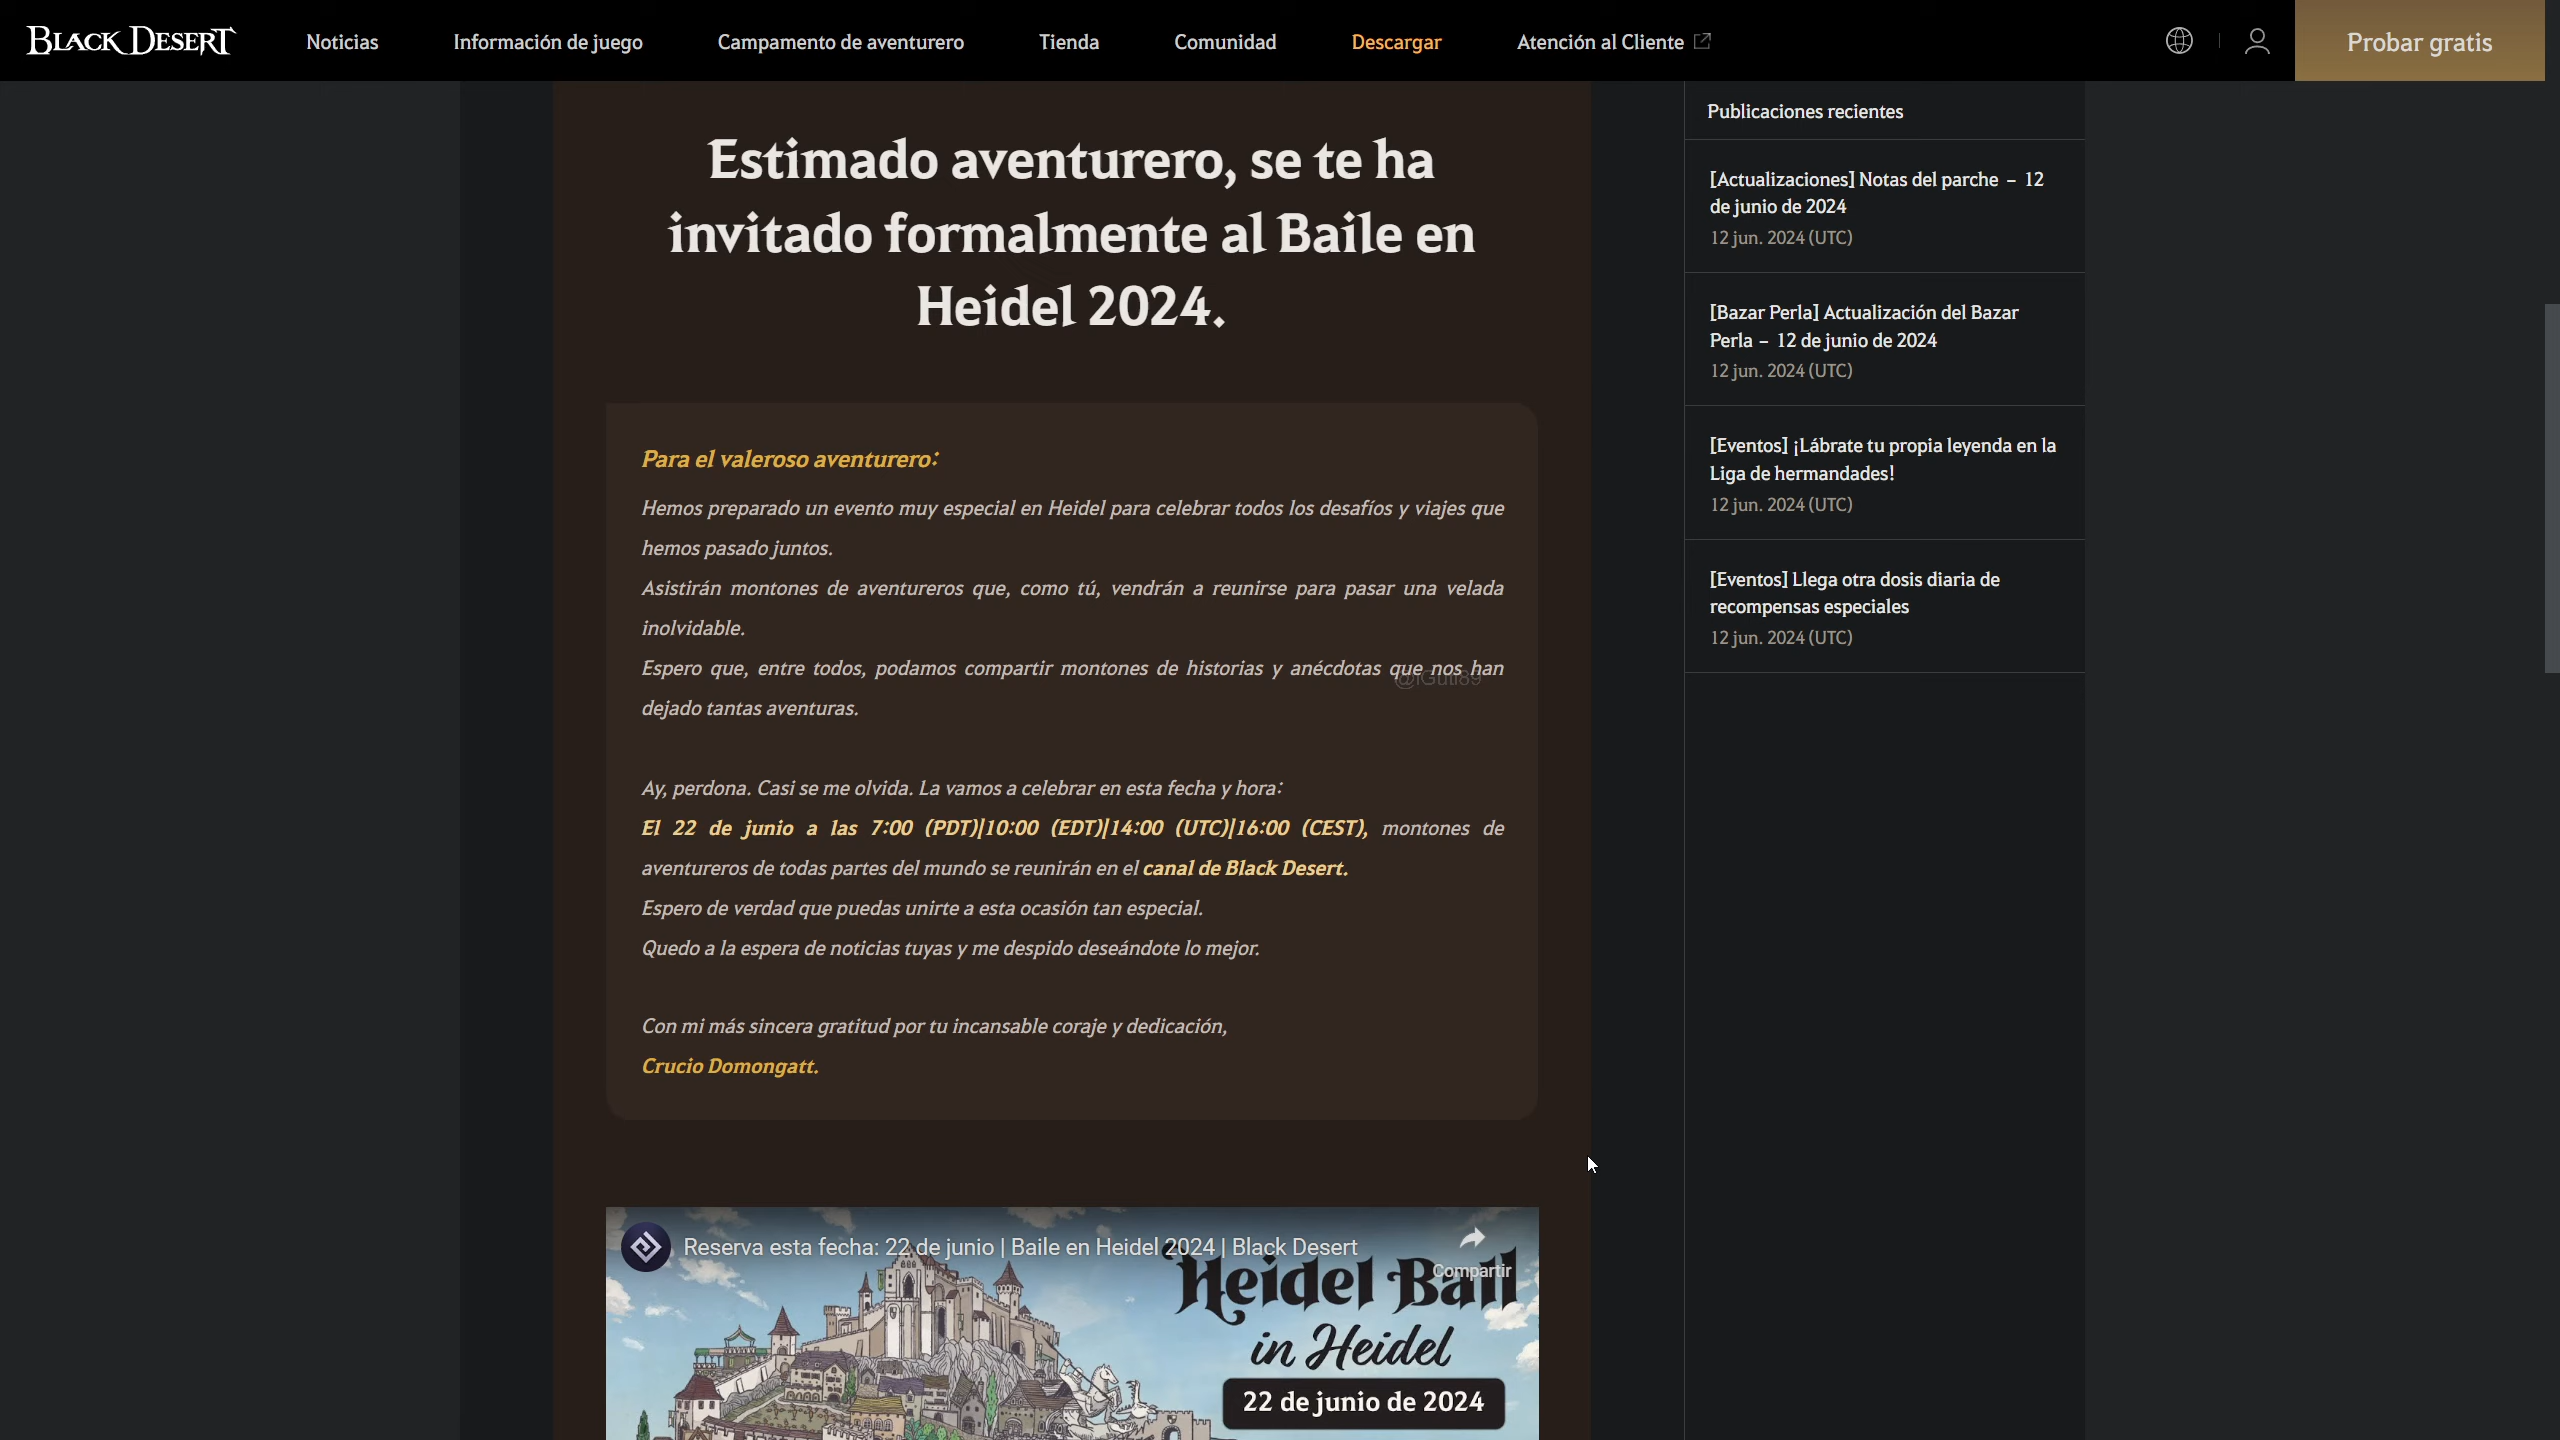 BLACK DESERT
Noticias
Información de juego
Campamento de aventurero
Tienda
Comunidad
Descargar
Atención al Cliente
Probar gratis
Estimado aventurero, se te ha
invitado formalmente al Baile en
Heidel 2024.
Para el valeroso aventurero:
Hemos preparado un evento muy especial en Heidel para celebrar todos los desafíos y viajes que
hemos pasado juntos.
Asistirán montones de aventureros que, como tú, vendrán a reunirse para pasar una velada
inolvidable.
Espero que, entre todos, podamos compartir montones de historias y anécdotas que nos han
dejado tantas aventuras.
Ay, perdona. Casi se me olvida. La vamos a celebrar en esta fecha y hora:
El 22 de junio a las 7:00 (PDT)|10:00 (EDT)|14:00 (UTC)|16:00 (CEST), montones de
aventureros de todas partes del mundo se reunirán en el canal de Black Desert.
Espero de verdad que puedas unirte a esta ocasión tan especial.
Quedo a la espera de noticias tuyas y me despido deseándote lo mejor.
Con mi más sincera gratitud por tu incansable coraje y dedicación,
Crucio Domongatt.
Reserva esta fecha: 22 de junio | Baile en Heidel 2024 | Black Desert
Compartir
Heidel Ball
in Heidel
22 de junio de 2024
Publicaciones recientes
[Actualizaciones] Notas del parche – 12
de junio de 2024
12 jun. 2024 (UTC)
[Bazar Perla] Actualización del Bazar
Perla – 12 de junio de 2024
12 jun. 2024 (UTC)
[Eventos] ¡Lábrate tu propia leyenda en la
Liga de hermandades!
12 jun. 2024 (UTC)
[Eventos] Llega otra dosis diaria de
recompensas especiales
12 jun. 2024 (UTC)